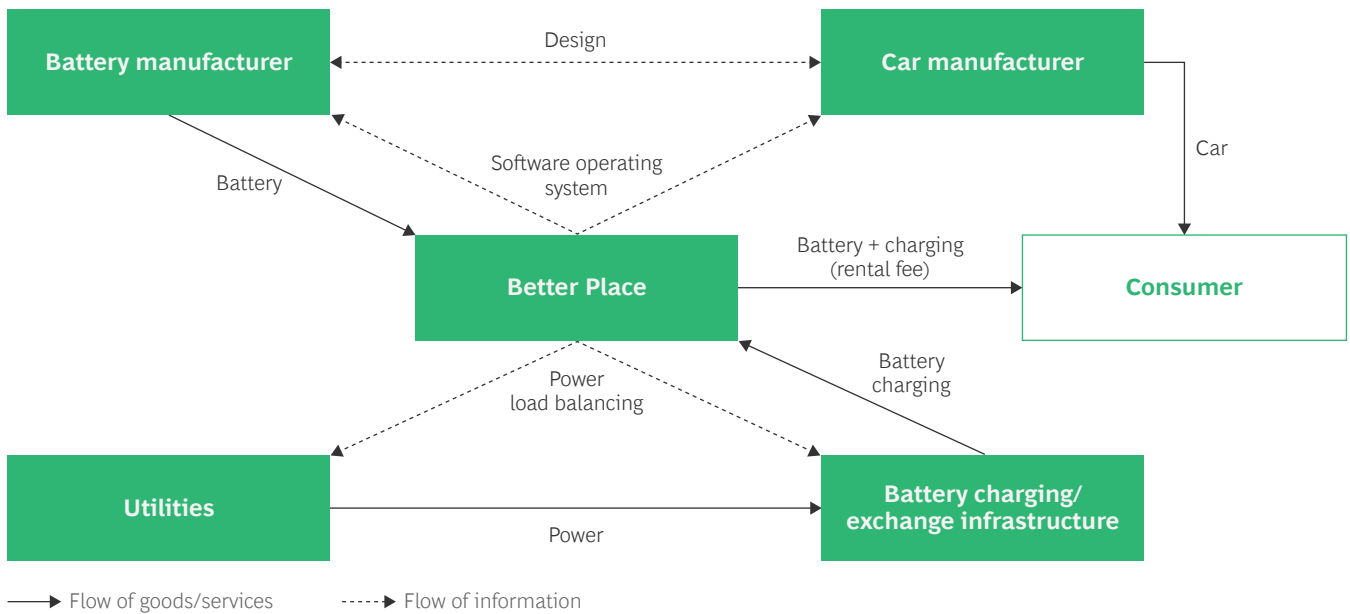 Battery manufacturer
Design
Car manufacturer
Software operating
system
Battery
Car
Better Place
Battery + charging
(rental fee)
Consumer
Power
load balancing
Battery
charging
Utilities
Power
Battery charging/
exchange infrastructure
Flow of goods/services
Flow of information